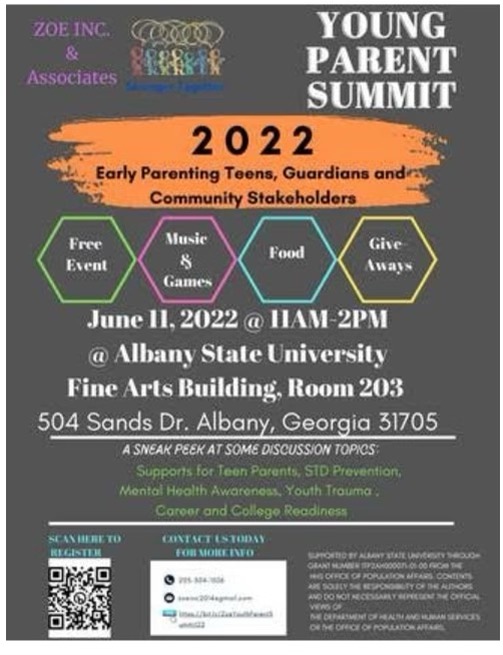 ZOE INC.
&
Associates
Stronger Together
YOUNG
PARENT
SUMMIT
2022
Early Parenting Teens, Guardians and
Community Stakeholders
Free
Event
Music
&
Games
Food
Give-
Aways
June 11, 2022 @ 11AM-2PM
@ Albany State University
Fine Arts Building, Room 203
504 Sands Dr. Albany, Georgia 31705
A SNEAK PEEK AT SOME DISCUSSION TOPICS:
Supports for Teen Parents, STD Prevention,
Mental Health Awareness, Youth Trauma ,
Career and College Readiness
SCAN HERE TO
REGISTER
CONTACT US TODAY
FOR MORE INFO
SUPPORTED BY ALBANY STATE UNIVERSITY THROUGH
GRANT NUMBER
FROM THE
HHS OFFICE OF POPULATION AFFAIRS. CONTENTS
ARE SOLELY THE RESPONSIBILITY OF THE AUTHORS
AND DO NOT NECESSARILY REPRESENT THE OFFICIAL
VIEWS OF
THE DEPARTMENT OF HEALTH AND HUMAN SERVICES
OR THE OFFICE OF POPULATION AFFAIRS.